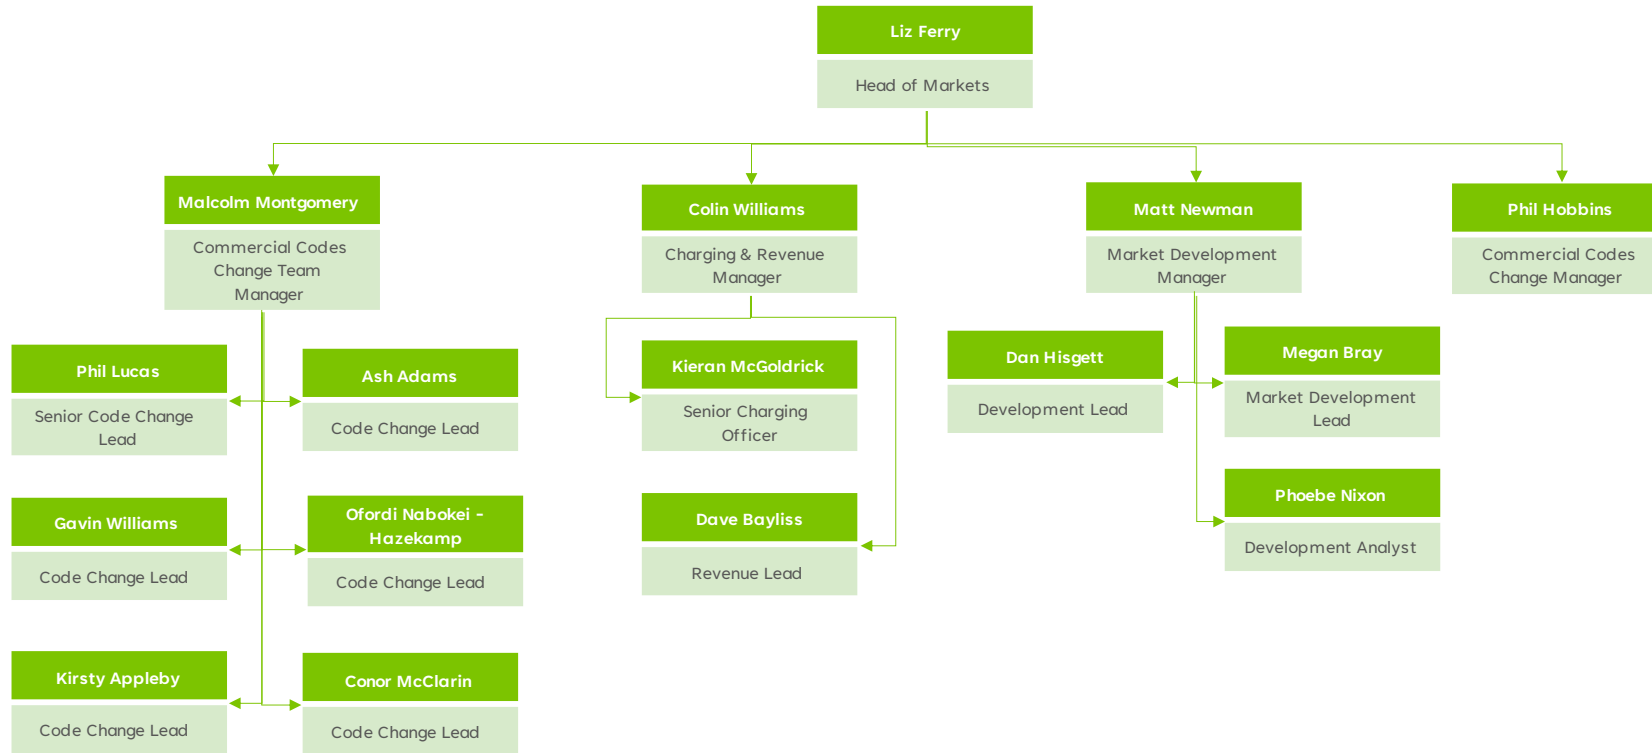 Liz Ferry
Head of Markets
Malcolm Montgomery
Commercial Codes
Change Team
Manager
Colin Williams
Charging & Revenue
Manager
Matt Newman
Market Development
Manager
Phil Hobbins
Commercial Codes
Change Manager
Phil Lucas
Senior Code Change
Lead
Ash Adams
Code Change Lead
Kieran McGoldrick
Senior Charging
Officer
Dan Hisgett
Development Lead
Megan Bray
Market Development
Lead
Gavin Williams
Code Change Lead
Ofordi Nabokei -
Hazekamp
Code Change Lead
Dave Bayliss
Revenue Lead
Phoebe Nixon
Development Analyst
Kirsty Appleby
Code Change Lead
Conor McClarin
Code Change Lead